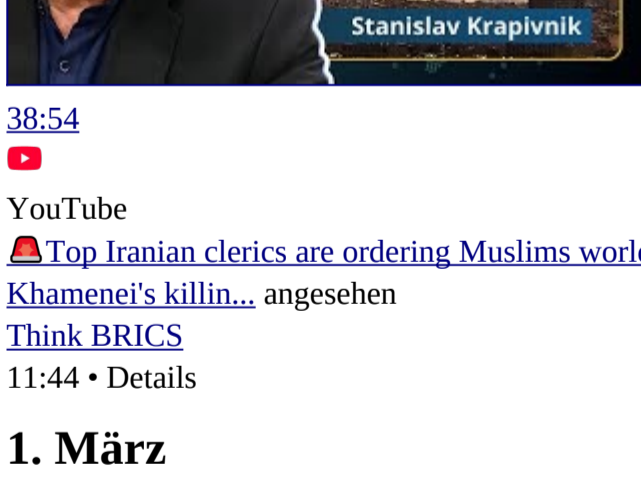 Stanislav Krapivnik
38:54
YouTube
🚨Top Iranian clerics are ordering Muslims
Khamenei's killin... angesehen
Think BRICS
11:44 • Details
1. März